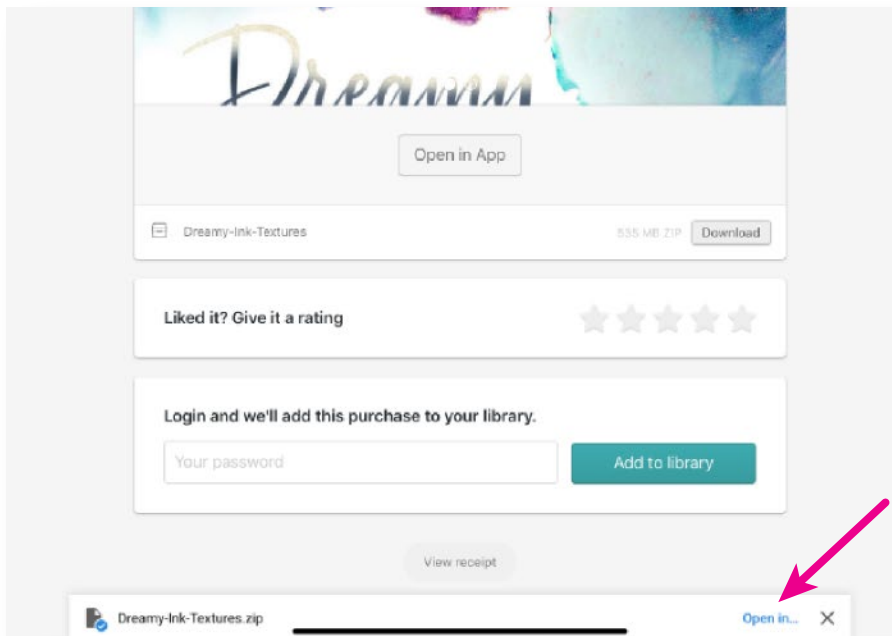 Dreamy
Open in App
Dreamy-Ink-Textures 535 MB ZIP Download
Liked it? Give it a rating
Login and we'll add this purchase to your library.
Your password Add to library
View receipt
Dreamy-Ink-Textures.zip Open in...